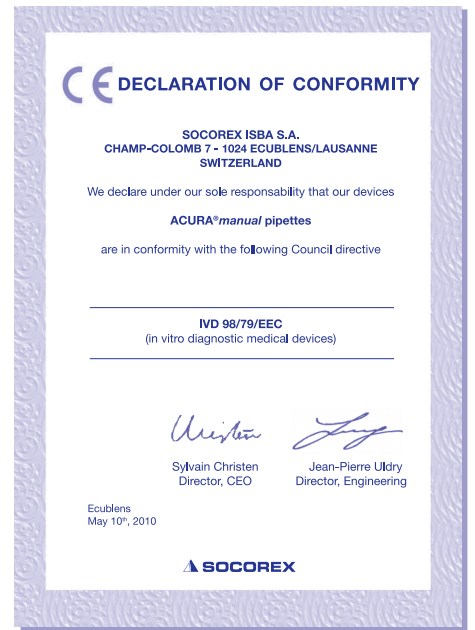 CE DECLARATION OF CONFORMITY
SOCOREX ISBA S.A.
CHAMP-COLOMB 7 - 1024 ECUBLENS/LAUSANNE
SWITZERLAND
We declare under our sole responsability that our devices
ACURA®manual pipettes
are in conformity with the following Council directive
IVD 98/79/EEC
(in vitro diagnostic medical devices)
Sylvain Christen
Director, CEO
Jean-Pierre Uldry
Director, Engineering
Ecublens
May 10th, 2010
SOCOREX